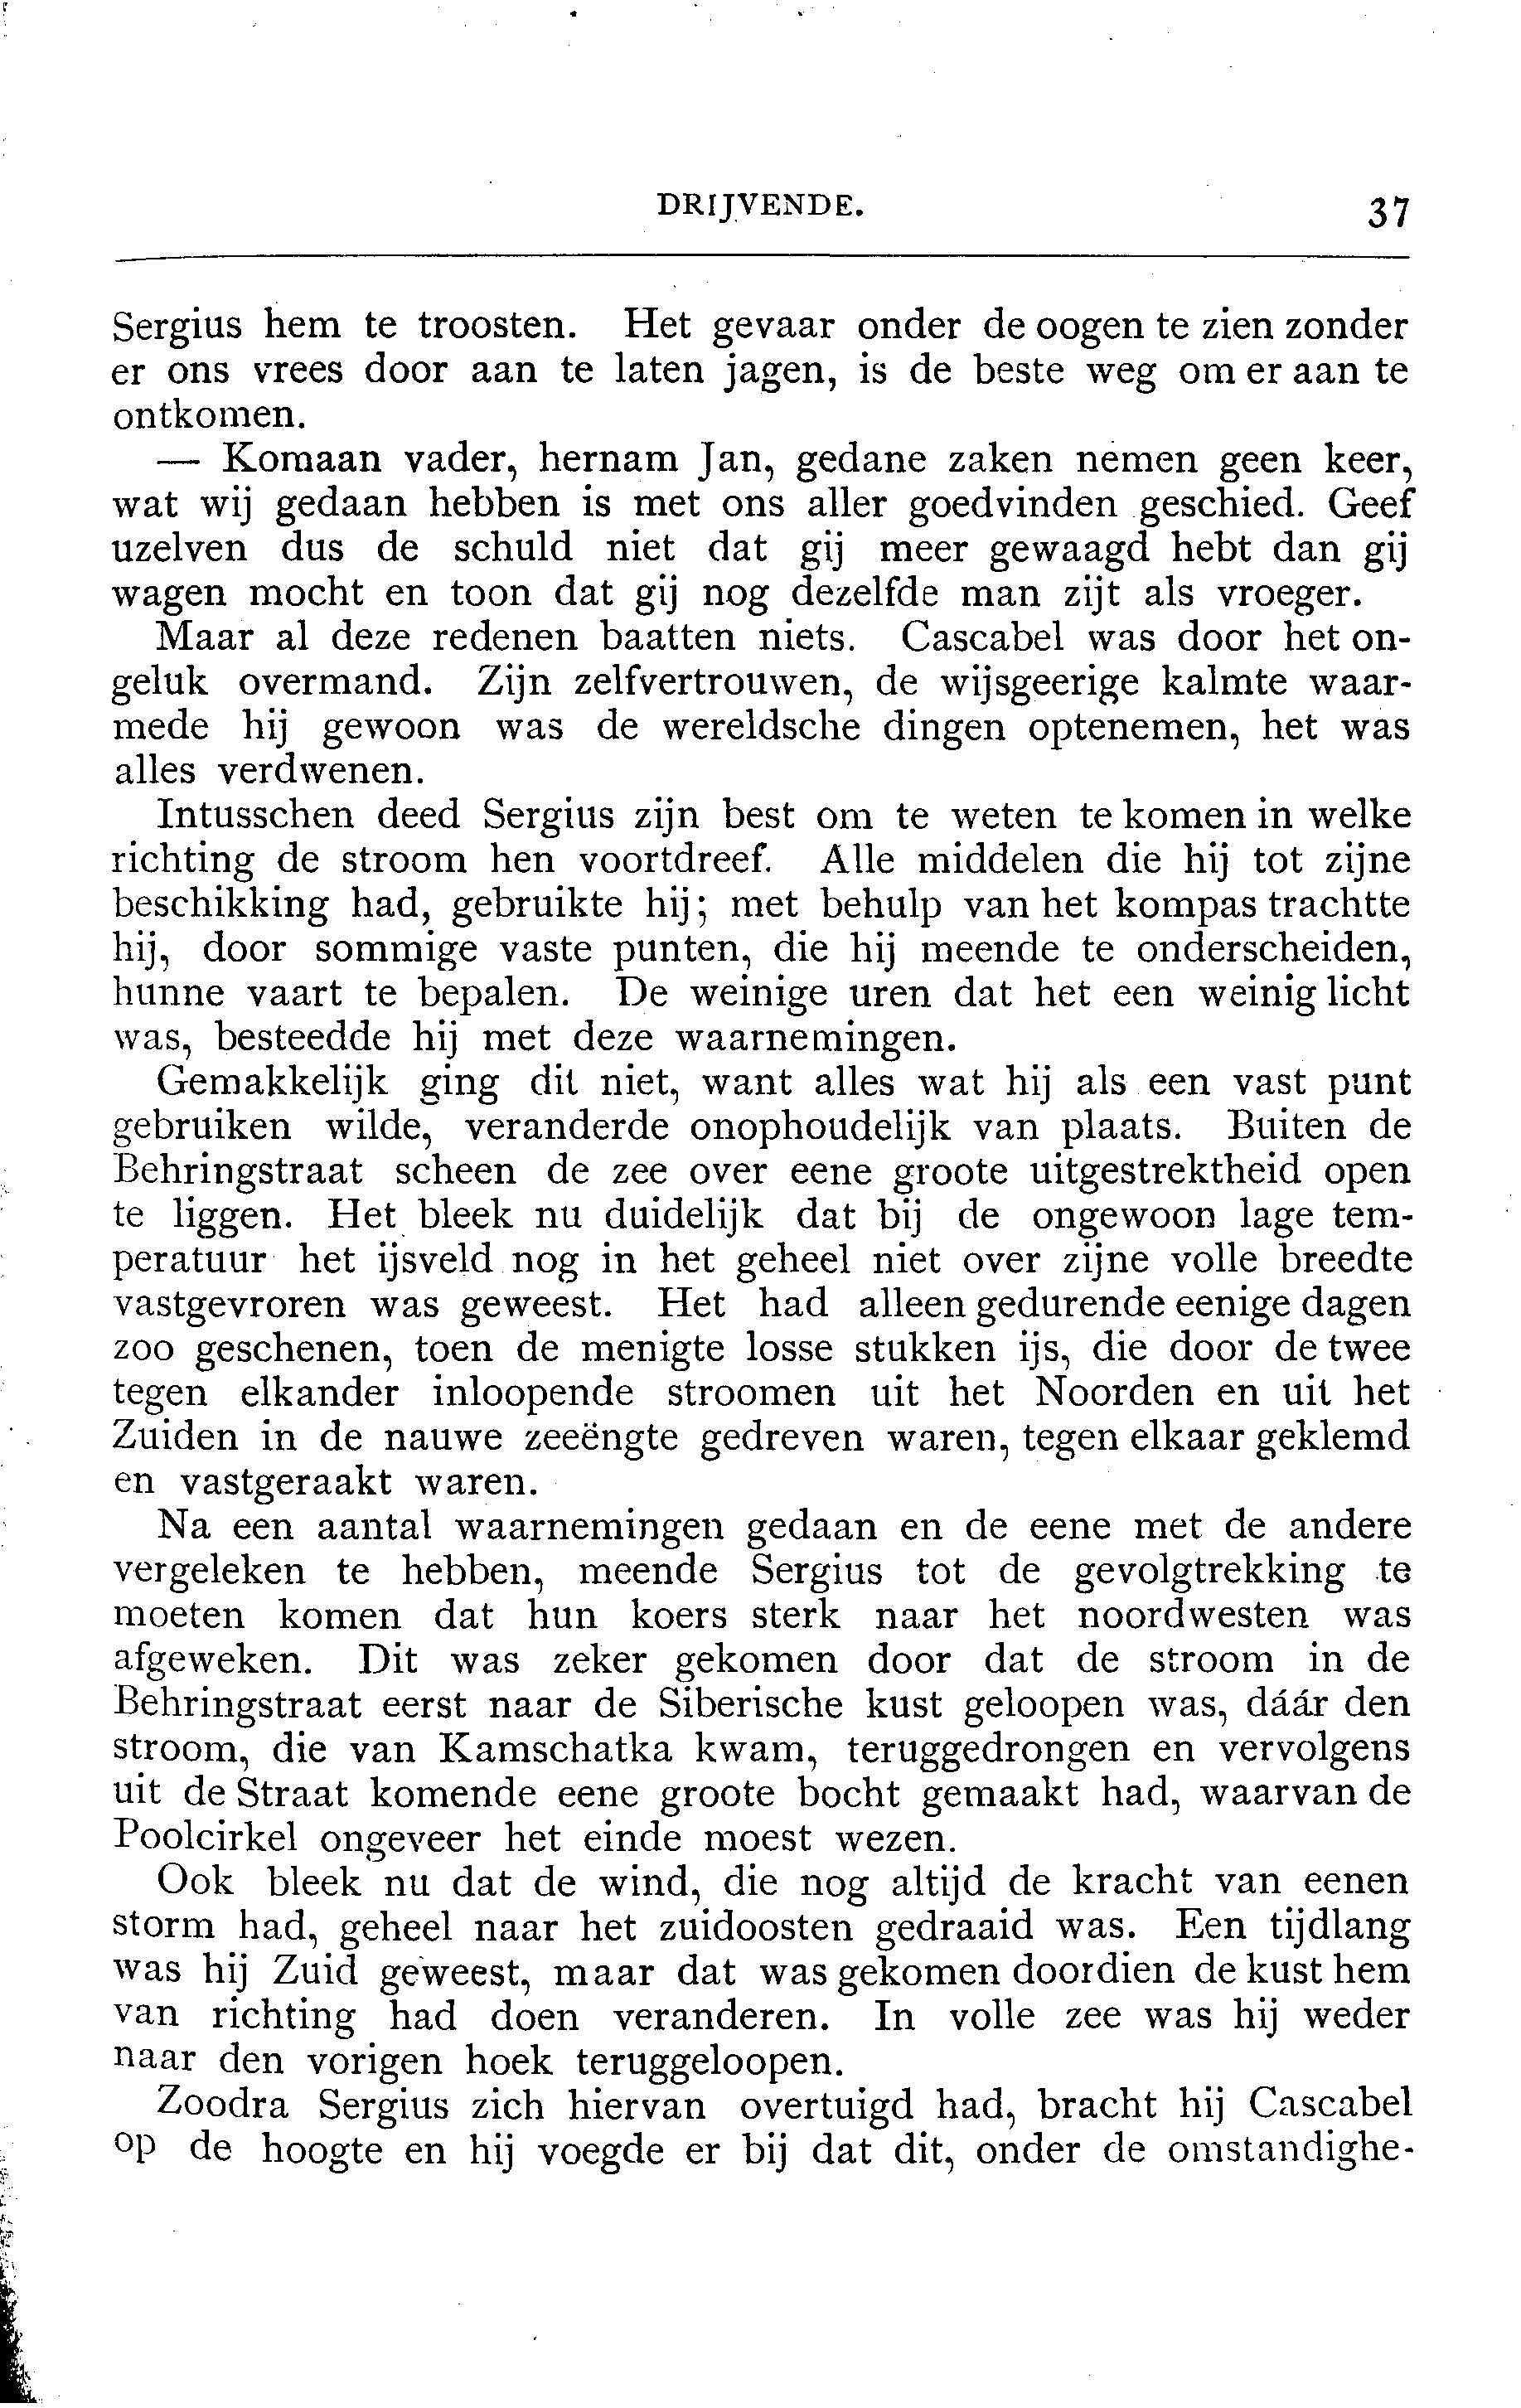 DRIJVENDE. 37
Sergius hem te troosten. Het gevaar onder de oogen te zien zonder
er ons vrees door aan te laten jagen, is de beste weg om er aan te
ontkomen.
— Komaan vader, hernam Jan, gedane zaken nemen geen keer,
wat wij gedaan hebben is met ons aller goedvinden geschied. Geef
uzelven dus de schuld niet dat gij meer gewaagd hebt dan gij
wagen mocht en toon dat gij nog dezelfde man zijt als vroeger.
Maar al deze redenen baatten niets. Cascabel was door het on-
geluk overmand. Zijn zelfvertrouwen, de wijsgeerige kalmte waar-
mede hij gewoon was de wereldsche dingen optenemen, het was
alles verdwenen.
Intusschen deed Sergius zijn best om te weten te komen in welke
richting de stroom hen voortdreef. Alle middelen die hij tot zijne
beschikking had, gebruikte hij; met behulp van het kompas trachtte
hij, door sommige vaste punten, die hij meende te onderscheiden,
hunne vaart te bepalen. De weinige uren dat het een weinig licht
was, besteedde hij met deze waarnemingen.
Gemakkelijk ging dit niet, want alles wat hij als een vast punt
gebruiken wilde, veranderde onophoudelijk van plaats. Buiten de
Behringstraat scheen de zee over eene groote uitgestrektheid open
te liggen. Het bleek nu duidelijk dat bij de ongewoon lage tem-
peratuur het ijsveld nog in het geheel niet over zijne volle breedte
vastgevroren was geweest. Het had alleen gedurende eenige dagen
zoo geschenen, toen de menigte losse stukken ijs, die door de twee
tegen elkander inloopende stroomen uit het Noorden en uit het
Zuiden in de nauwe zeeëngte gedreven waren, tegen elkaar geklemd
en vastgeraakt waren.
Na een aantal waarnemingen gedaan en de eene met de andere
vergeleken te hebben, meende Sergius tot de gevolgtrekking te
moeten komen dat hun koers sterk naar het noordwesten was
afgeweken. Dit was zeker gekomen door dat de stroom in de
Behringstraat eerst naar de Siberische kust geloopen was, dáár den
stroom, die van Kamschatka kwam, teruggedrongen en vervolgens
uit de Straat komende eene groote bocht gemaakt had, waarvan de
Poolcirkel ongeveer het einde moest wezen.
Ook bleek nu dat de wind, die nog altijd de kracht van eenen
storm had, geheel naar het zuidoosten gedraaid was. Een tijdlang
was hij Zuid geweest, maar dat was gekomen doordien de kust hem
van richting had doen veranderen. In volle zee was hij weder
naar den vorigen hoek teruggeloopen.
Zoodra Sergius zich hiervan overtuigd had, bracht hij Cascabel
op de hoogte en hij voegde er bij dat dit, onder de omstandighe-